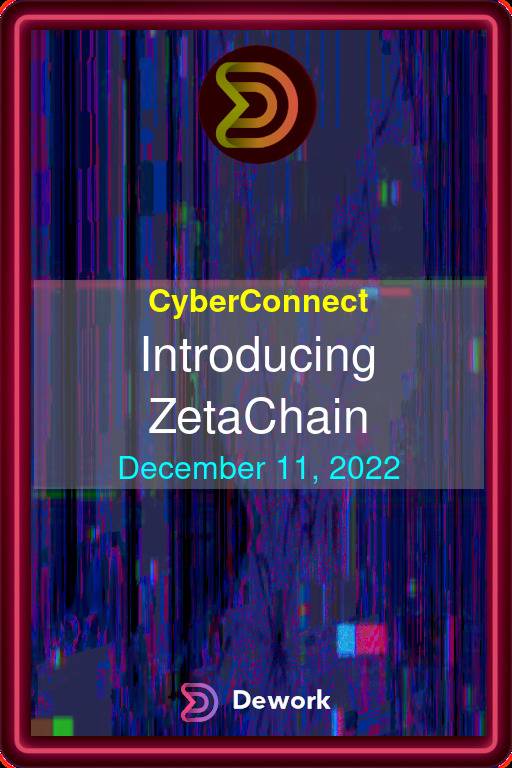 CyberConnect
Introducing
ZetaChain
December 11, 2022
Dework